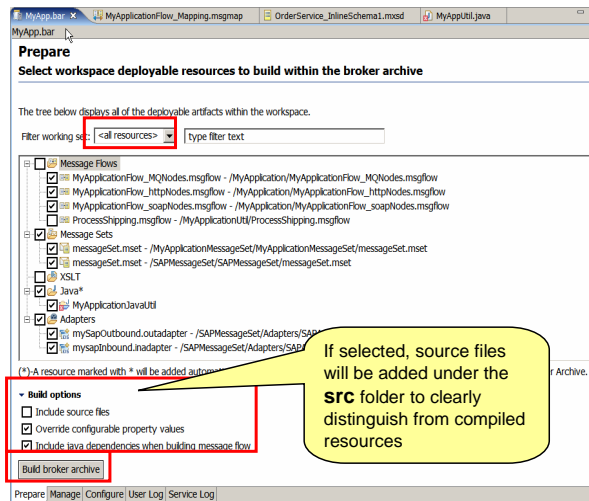 MyApp.bar MyApplicationFlow_Mapping.msgmap OrderService_InlineSchema1.mxsd MyAppUtil.java
MyApp.bar
Prepare
Select workspace deployable resources to build within the broker archive
The tree below displays all of the deployable artifacts within the workspace.
Filter working set: <all resources> type filter text
Message Flows
MyApplicationFlow_MQNodes.msgflow - /MyApplication/MyApplicationFlow_MQNodes.msgflow
MyApplicationFlow_httpNodes.msgflow - /MyApplication/MyApplicationFlow_httpNodes.msgflow
MyApplicationFlow_soapNodes.msgflow - /MyApplication/MyApplicationFlow_soapNodes.msgflow
ProcessShipping.msgflow - /MyApplicationUtil/ProcessShipping.msgflow
Message Sets
messageSet.mset - /MyApplicationMessageSet/MyApplicationMessageSet/messageSet.mset
messageSet.mset - /SAPMessageSet/SAPMessageSet/messageSet.mset
XSLT
Java*
MyApplicationJavaUtil
Adapters
mySapOutbound.outadapter - /SAPMessageSet/Adapters/
mysapInbound.inadapter - /SAPMessageSet/Adapters/
(*)-A resource marked with * will be added r Archive.
If selected, source files
will be added under the
src folder to clearly
distinguish from compiled
resources
Build options
Include source files
Override configurable property values
Include java dependencies when building message flow
Build broker archive
Prepare Manage Configure User Log Service Log